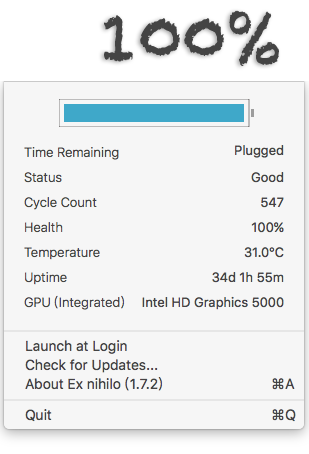 100%
Time Remaining Plugged
Status Good
Cycle Count 547
Health 100%
Temperature 31.0°C
Uptime 34d 1h 55m
GPU (Integrated) Intel HD Graphics 5000
Launch at Login
Check for Updates...
About Ex nihilo (1.7.2) ⌘A
Quit ⌘Q